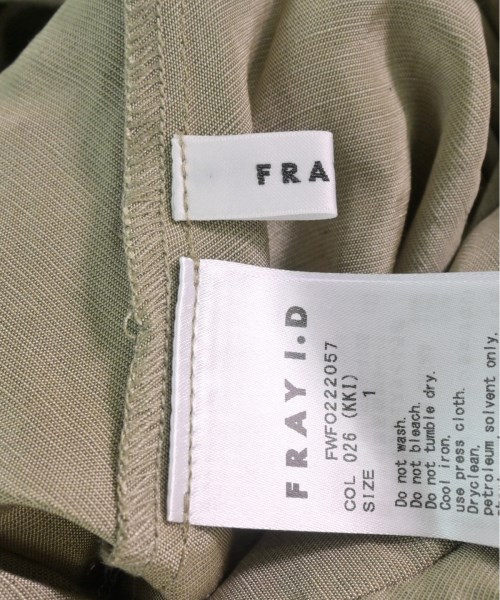 FRA
FRAY I.D
FWFO222057
COL 026 (KKI)
SIZE 1
Do not wash.
Do not bleach.
Do not tumble dry.
Cool iron.
use press cloth.
Dryclean.
petroleum solvent only.